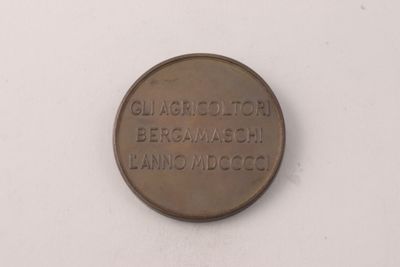 GLI AGRICOLTORI
BERGAMASCHI
L'ANNO MDCCCCI